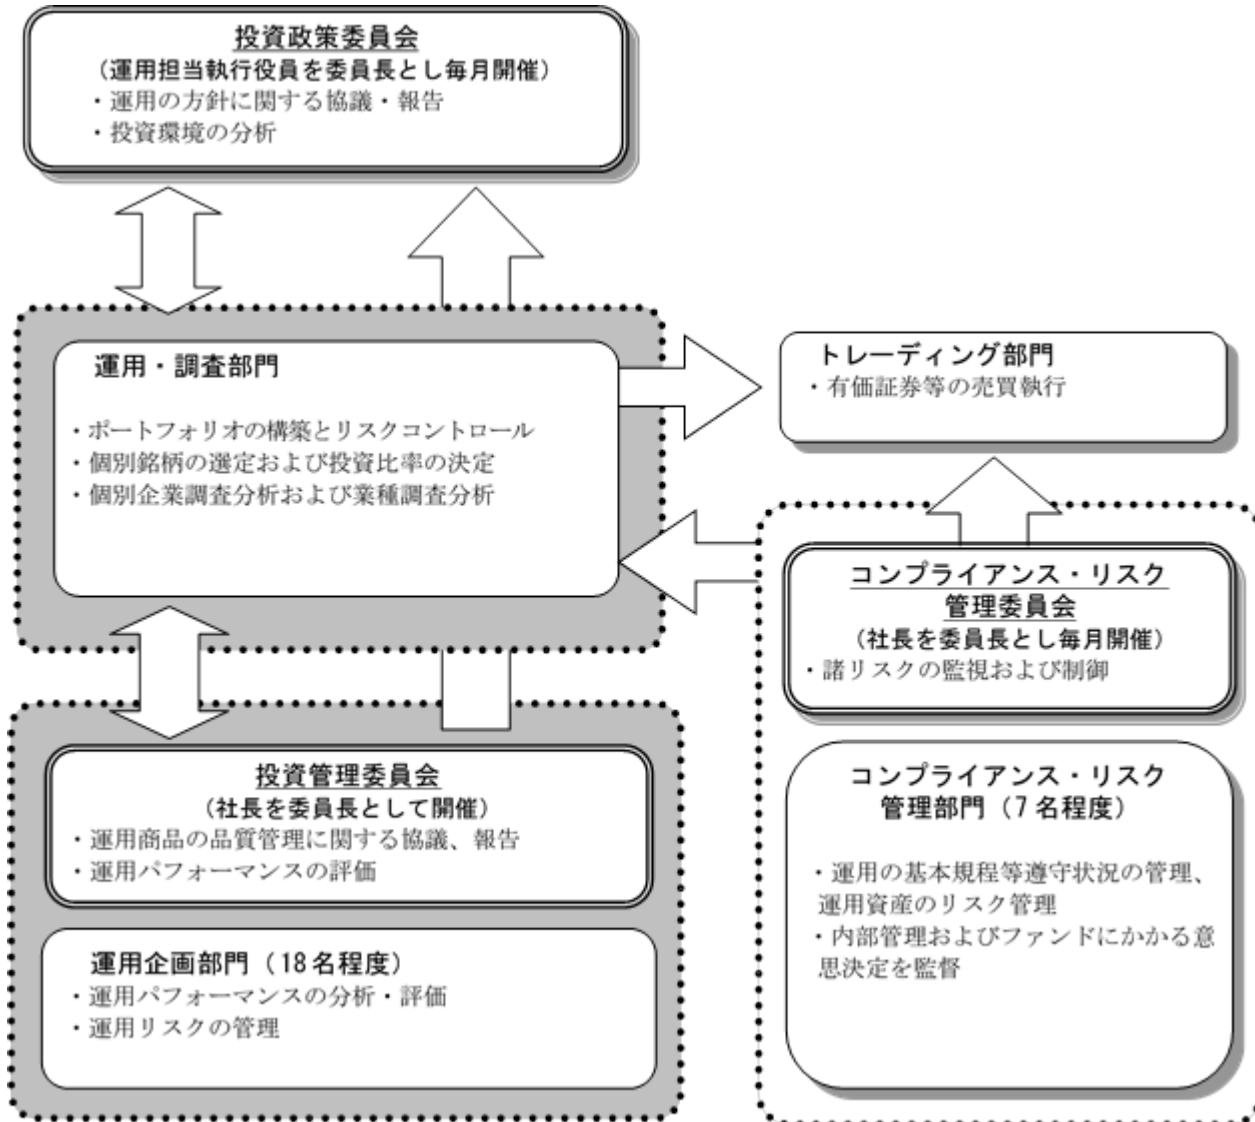 投資政策委員会
（運用担当執行役員を委員長とし毎月開催）
・運用の方針に関する協議・報告
・投資環境の分析
運用・調査部門
・ポートフォリオの構築とリスクコントロール
・個別銘柄の選定および投資比率の決定
・個別企業調査分析および業種調査分析
トレーディング部門
・有価証券等の売買執行
コンプライアンス・リスク
管理委員会
（社長を委員長とし毎月開催）
・諸リスクの監視および制御
投資管理委員会
（社長を委員長として開催）
・運用商品の品質管理に関する協議、報告
・運用パフォーマンスの評価
運用企画部門（18名程度）
・運用パフォーマンスの分析・評価
・運用リスクの管理
コンプライアンス・リスク
管理部門（7名程度）
・運用の基本規程等遵守状況の管理、
運用資産のリスク管理
・内部管理およびファンドにかかる意
思決定を監督